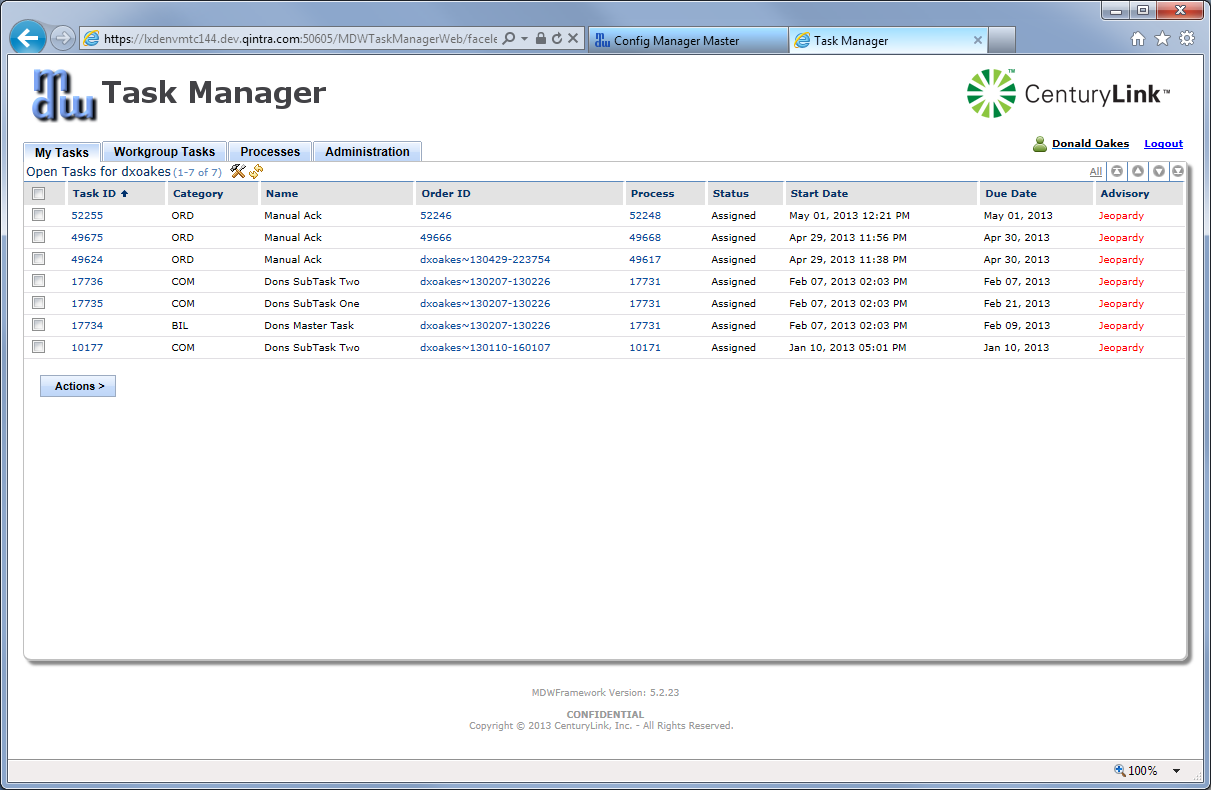 https://lxdenvmtc144.dev.qintra.com:50605/MDWTaskManagerWeb/facele
Config Manager Master
Task Manager
mdw Task Manager
CenturyLink™
My Tasks Workgroup Tasks Processes Administration
Donald Oakes Logout
Open Tasks for dxoakes (1-7 of 7) All
Task ID Category Name Order ID Process Status Start Date Due Date Advisory
52255 ORD Manual Ack 52246 52248 Assigned May 01, 2013 12:21 PM May 01, 2013 Jeopardy
49675 ORD Manual Ack 49666 49668 Assigned Apr 29, 2013 11:56 PM Apr 30, 2013 Jeopardy
49624 ORD Manual Ack dxoakes~130429-223754 49617 Assigned Apr 29, 2013 11:38 PM Apr 30, 2013 Jeopardy
17736 COM Dons SubTask Two dxoakes~130207-130226 17731 Assigned Feb 07, 2013 02:03 PM Feb 07, 2013 Jeopardy
17735 COM Dons SubTask One dxoakes~130207-130226 17731 Assigned Feb 07, 2013 02:03 PM Feb 21, 2013 Jeopardy
17734 BIL Dons Master Task dxoakes~130207-130226 17731 Assigned Feb 07, 2013 02:03 PM Feb 09, 2013 Jeopardy
10177 COM Dons SubTask Two dxoakes~130110-160107 10171 Assigned Jan 10, 2013 05:01 PM Jan 10, 2013 Jeopardy
Actions >
MDWFramework Version: 5.2.23
CONFIDENTIAL
Copyright © 2013 CenturyLink, Inc. - All Rights Reserved.
100%